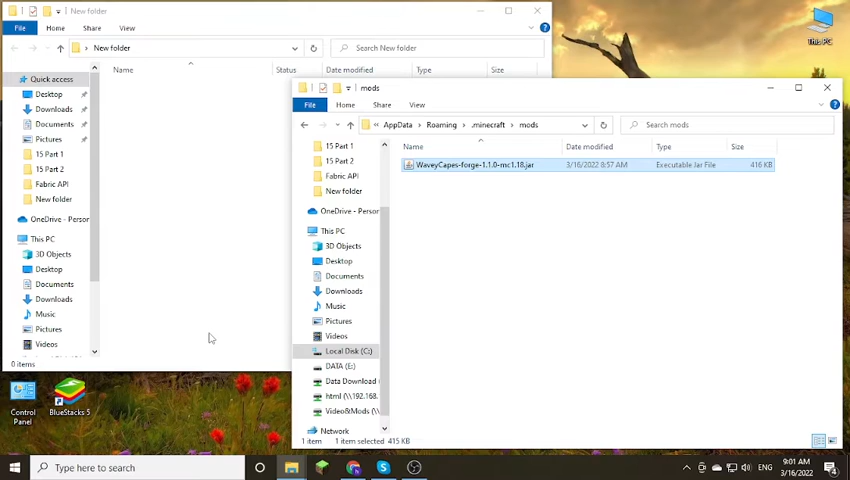 New folder
File Home Share View
New folder
Search New folder
Name Status Date modified Type Size
Quick access
Desktop
Downloads
Documents
Pictures
15 Part 1
15 Part 2
Fabric API
New folder
OneDrive - Person
This PC
3D Objects
Desktop
Documents
Downloads
Music
Pictures
Videos
0 items
mods
File Home Share View
« AppData > Roaming > .minecraft > mods
Search mods
Name Date modified Type Size
WaveyCapes-forge-1.1.0-mc1.18.jar 3/16/2022 8:57 AM Executable Jar File 416 KB
15 Part 1
15 Part 2
Fabric API
New folder
OneDrive - Person
This PC
3D Objects
Desktop
Documents
Downloads
Music
Pictures
Videos
Local Disk (C:)
DATA (E:)
Data Download
html (\\192.168.
Video&Mods (\\1
Network
1 item 1 item selected 415 KB
This PC
Control
Panel
BlueStacks 5
Type here to search
ENG
9:01 AM
3/16/2022
4